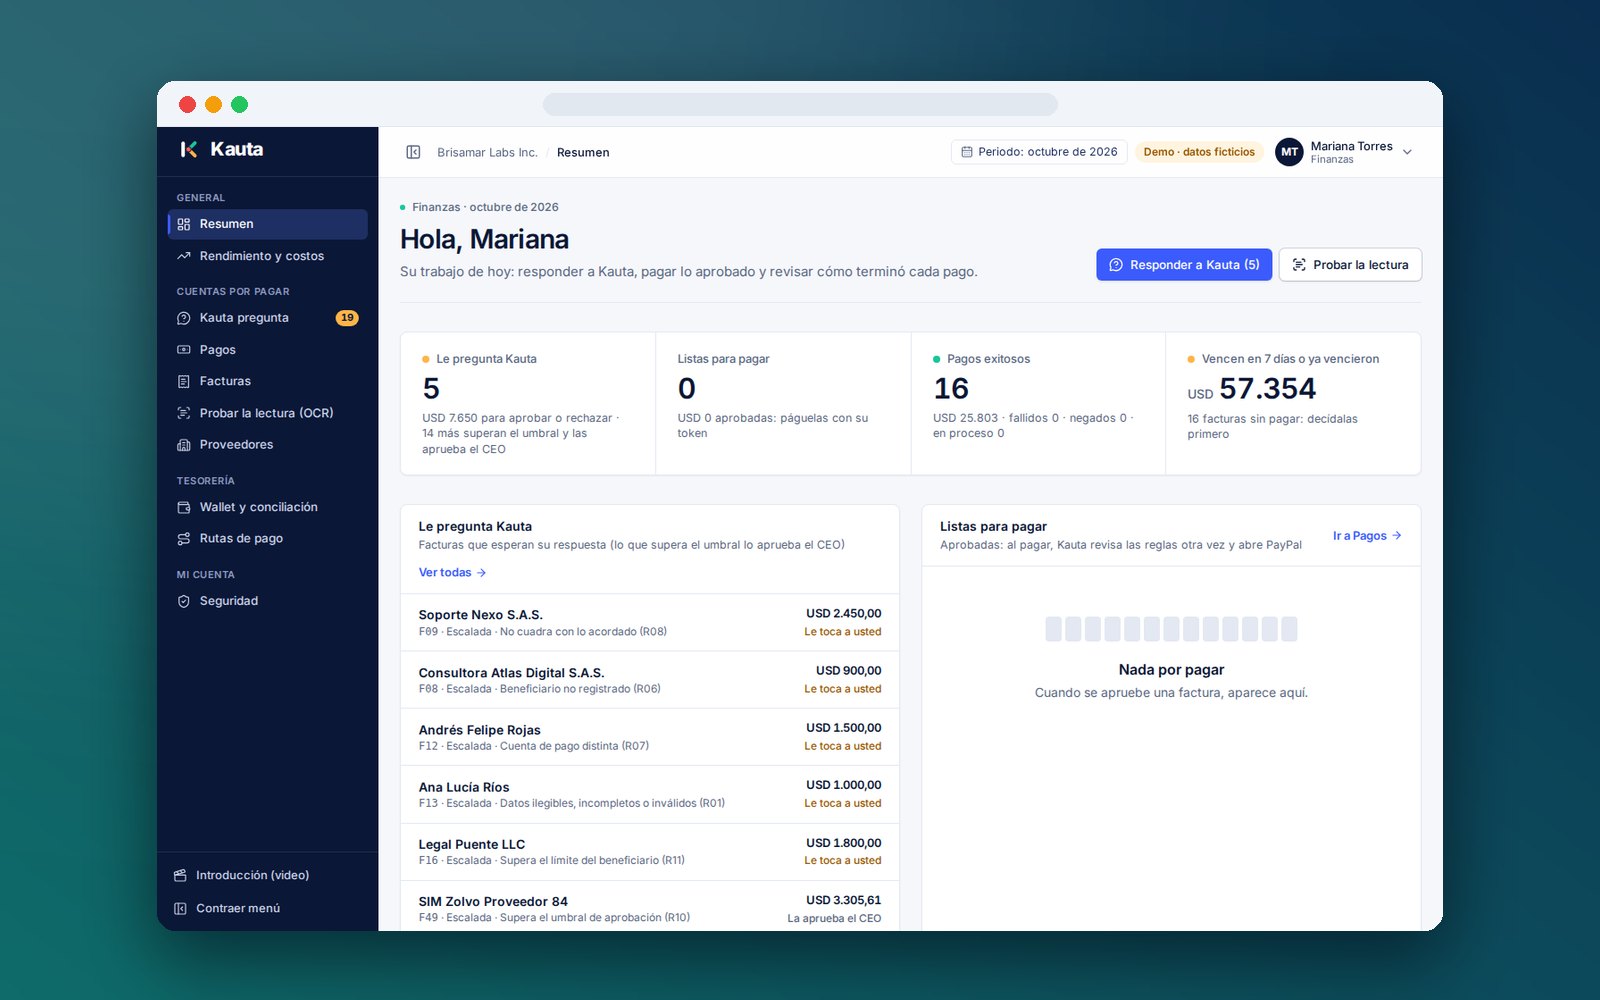 Kauta
GENERAL
Resumen
Rendimiento y costos
CUENTAS POR PAGAR
Kauta pregunta
19
Pagos
Facturas
Probar la lectura (OCR)
Proveedores
TESORERÍA
Wallet y conciliación
Rutas de pago
MI CUENTA
Seguridad
Introducción (video)
Contraer menú
Brisamar Labs Inc. / Resumen
Periodo: octubre de 2026
Demo · datos ficticios
MT
Mariana Torres
Finanzas
Finanzas · octubre de 2026
Hola, Mariana
Su trabajo de hoy: responder a Kauta, pagar lo aprobado y revisar cómo terminó cada pago.
Responder a Kauta (5)
Probar la lectura
Le pregunta Kauta
5
USD 7.650 para aprobar o rechazar ·
14 más superan el umbral y las
aprueba el CEO
Listas para pagar
0
USD 0 aprobadas: páguelas con su
token
Pagos exitosos
16
USD 25.803 · fallidos 0 · negados 0 ·
en proceso 0
Vencen en 7 días o ya vencieron
USD 57.354
16 facturas sin pagar: decídalas
primero
Le pregunta Kauta
Facturas que esperan su respuesta (lo que supera el umbral lo aprueba el CEO)
Ver todas →
Soporte Nexo S.A.S.
USD 2.450,00
F09 · Escalada · No cuadra con lo acordado (R08)
Le toca a usted
Consultora Atlas Digital S.A.S.
USD 900,00
F08 · Escalada · Beneficiario no registrado (R06)
Le toca a usted
Andrés Felipe Rojas
USD 1.500,00
F12 · Escalada · Cuenta de pago distinta (R07)
Le toca a usted
Ana Lucía Ríos
USD 1.000,00
F13 · Escalada · Datos ilegibles, incompletos o inválidos (R01)
Le toca a usted
Legal Puente LLC
USD 1.800,00
F16 · Escalada · Supera el límite del beneficiario (R11)
Le toca a usted
SIM Zolvo Proveedor 84
USD 3.305,61
F49 · Escalada · Supera el umbral de aprobación (R10)
La aprueba el CEO
Listas para pagar
Aprobadas: al pagar, Kauta revisa las reglas otra vez y abre PayPal
Ir a Pagos →
Nada por pagar
Cuando se apruebe una factura, aparece aquí.